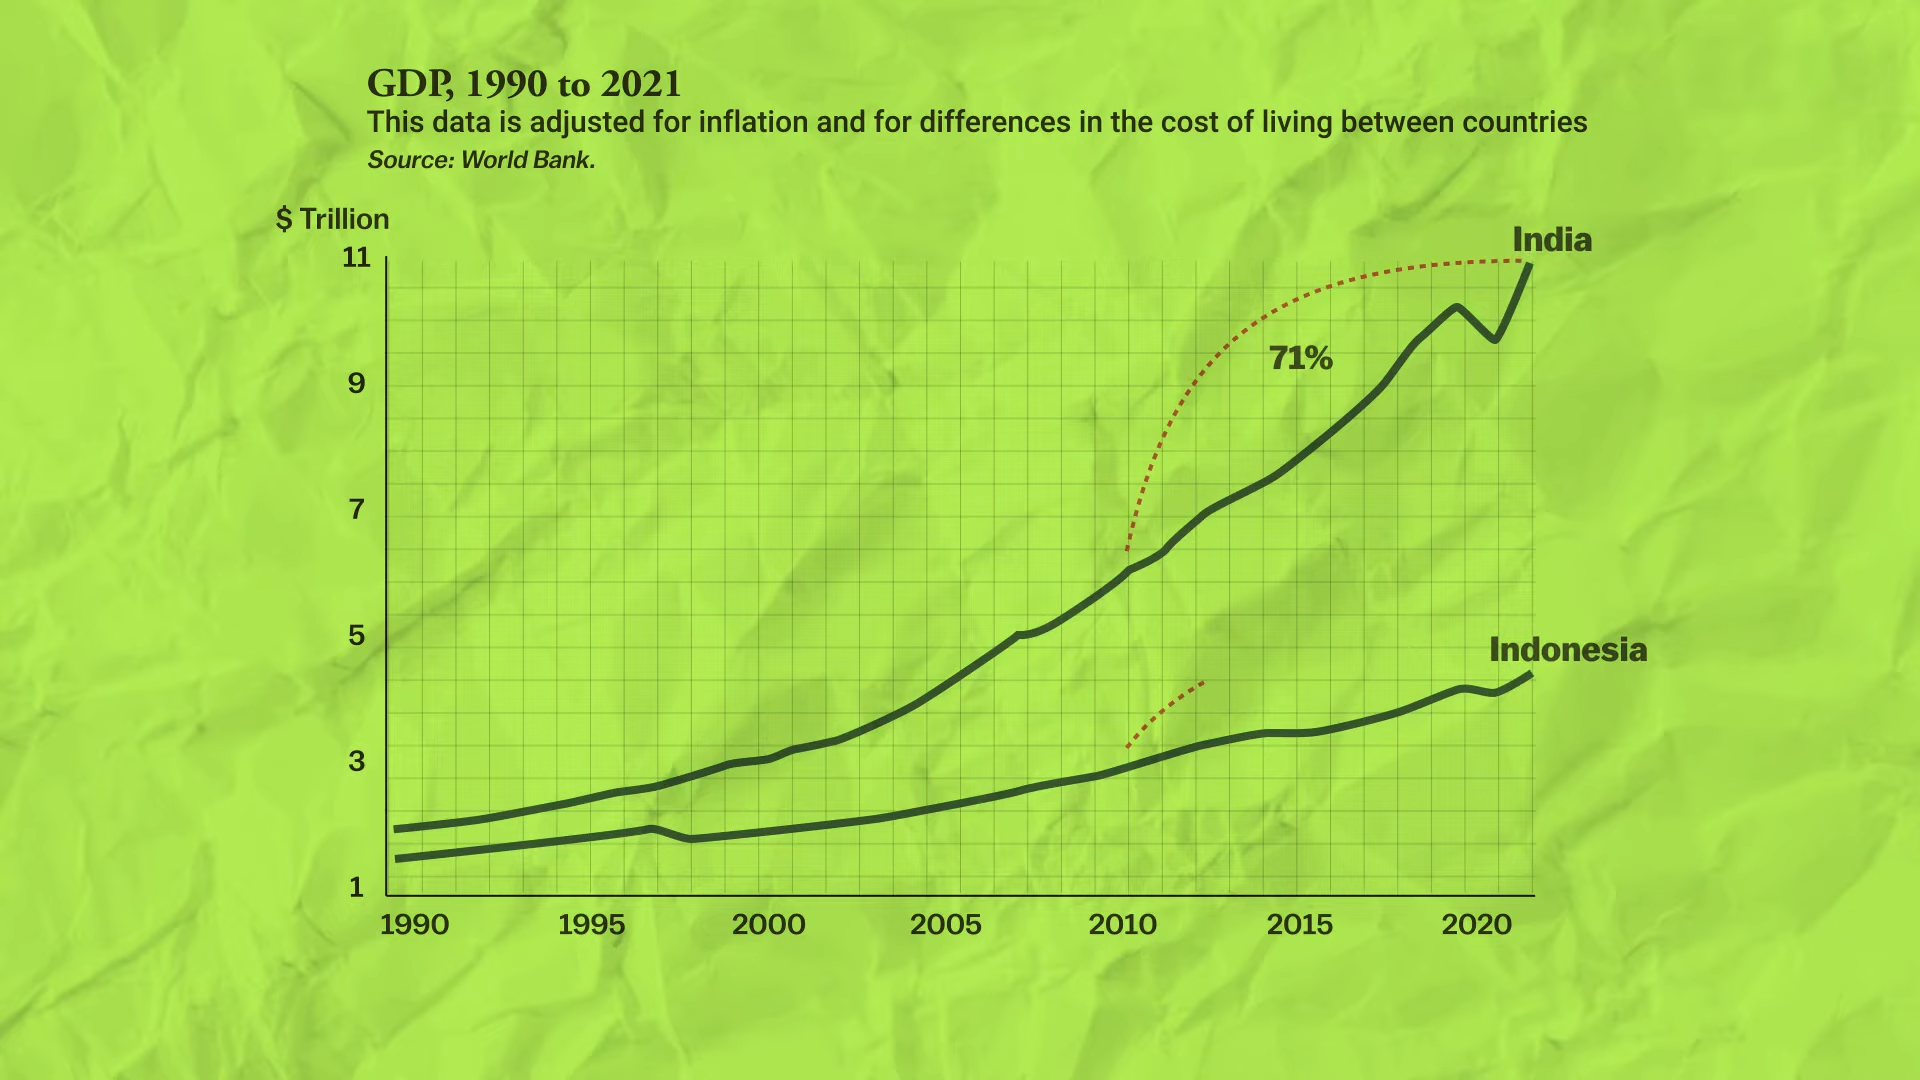 GDP, 1990 to 2021
This data is adjusted for inflation and for differences in the cost of living between countries
Source: World Bank.
$ Trillion
11
9
7
5
3
1
India
71%
Indonesia
1990 1995 2000 2005 2010 2015 2020